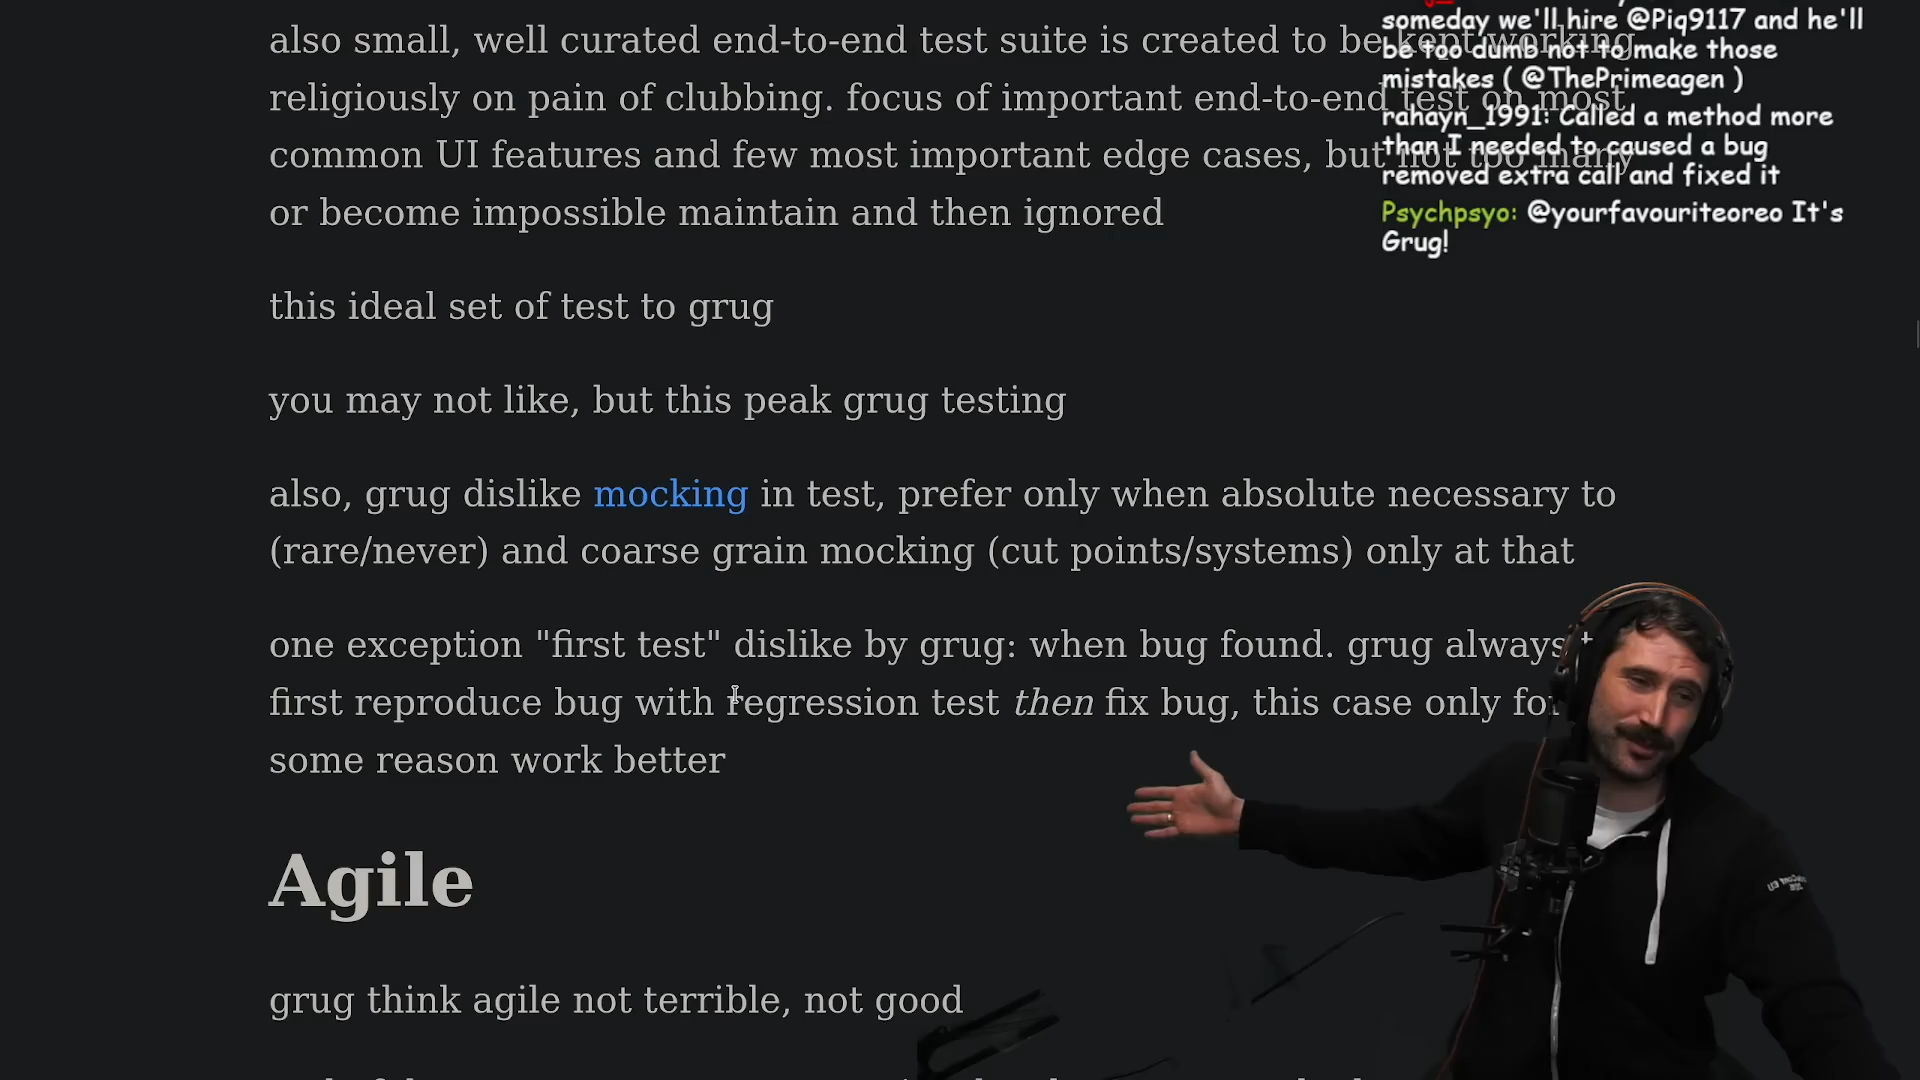 also small, well curated end-to-end test suite is created to be kept working
religiously on pain of clubbing. focus of important end-to-end test on most
common UI features and few most important edge cases, but not too many
or become impossible maintain and then ignored
this ideal set of test to grug
you may not like, but this peak grug testing
also, grug dislike mocking in test, prefer only when absolute necessary to
(rare/never) and coarse grain mocking (cut points/systems) only at that
one exception "first test" dislike by grug: when bug found. grug always
first reproduce bug with regression test then fix bug, this case only for
some reason work better
Agile
grug think agile not terrible, not good
someday we'll hire @Piq9117 and he'll
be too dumb not to make those
mistakes ( @ThePrimeagen )
rahayn_1991: Called a method more
than I needed to caused a bug
removed extra call and fixed it
Psychpsyo: @yourfavouriteoreo It's
Grug!